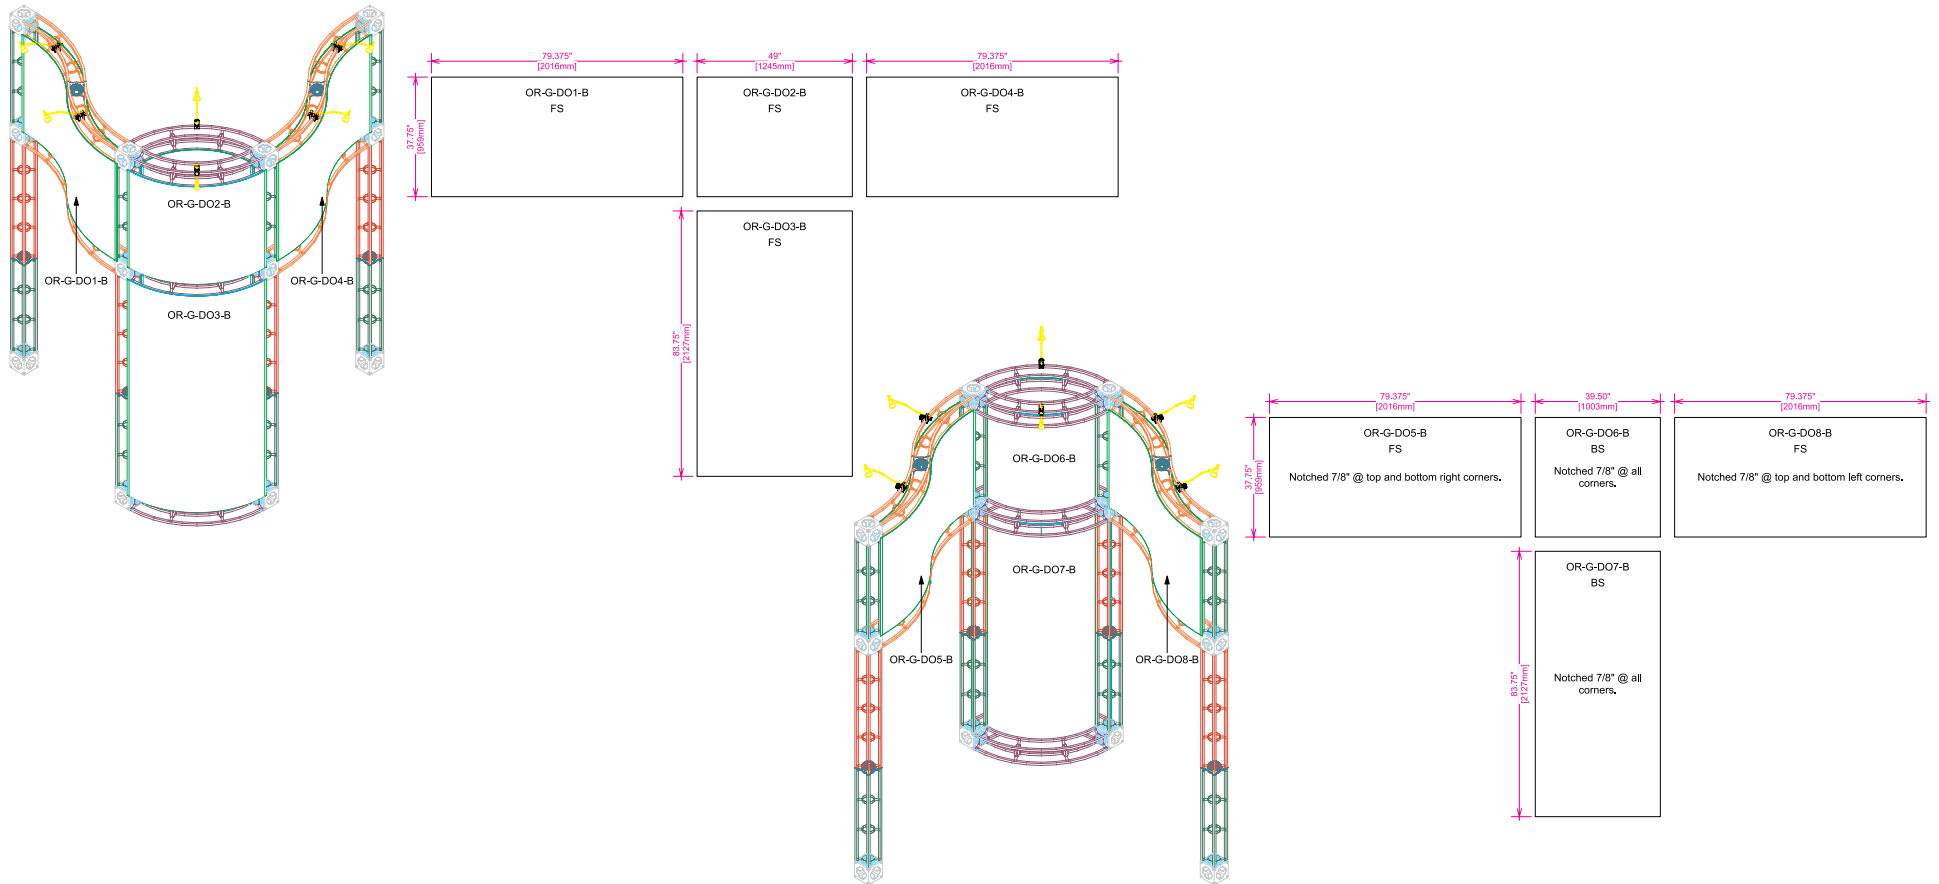 79.375"
[2016mm]
49"
[1245mm]
79.375"
[2016mm]
37.75"
[959mm]
OR-G-DO1-B
FS
OR-G-DO2-B
FS
OR-G-DO4-B
FS
OR-G-DO2-B
OR-G-DO1-B
OR-G-DO4-B
OR-G-DO3-B
83.75"
[2127mm]
OR-G-DO3-B
FS
79.375"
[2016mm]
39.50"
[1003mm]
79.375"
[2016mm]
37.75"
[959mm]
OR-G-DO5-B
FS
Notched 7/8" @ top and bottom right corners.
OR-G-DO6-B
BS
Notched 7/8" @ all
corners.
OR-G-DO8-B
FS
Notched 7/8" @ top and bottom left corners.
OR-G-DO6-B
OR-G-DO7-B
OR-G-DO5-B
OR-G-DO8-B
83.75"
[2127mm]
OR-G-DO7-B
BS
Notched 7/8" @ all
corners.